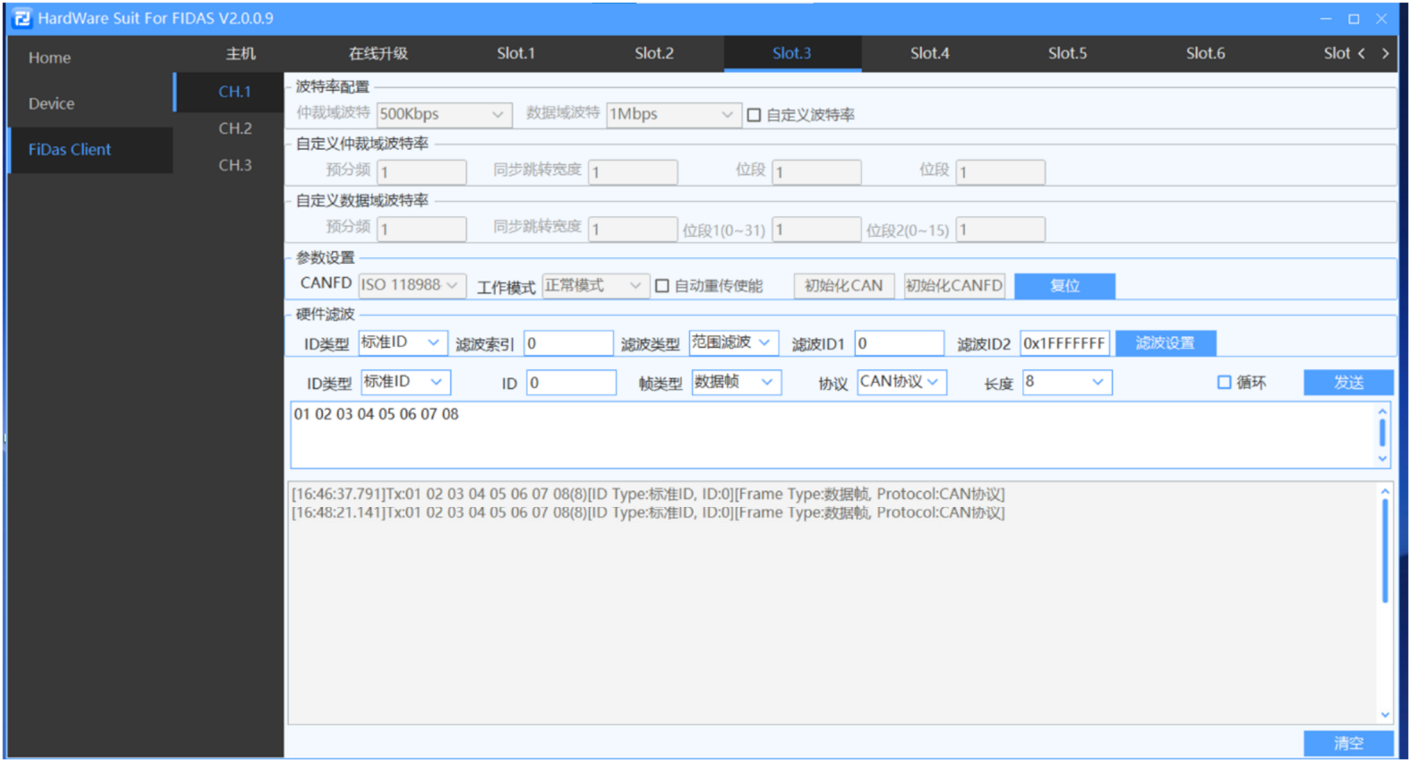 HardWare Suit For FIDAS V2.0.0.9
Home
Device
FiDas Client
主机 在线升级 Slot.1 Slot.2 Slot.3 Slot.4 Slot.5 Slot.6 Slot
CH.1
CH.2
CH.3
波特率配置
仲裁域波特 500Kbps 数据域波特 1Mbps 自定义波特率
自定义仲裁域波特率
预分频 1 同步跳转宽度 1 位段 1 位段 1
自定义数据域波特率
预分频 1 同步跳转宽度 1 位段1(0~31) 1 位段2(0~15) 1
参数设置
CANFD ISO 118988 工作模式 正常模式 自动重传使能 初始化CAN 初始化CANFD 复位
硬件滤波
ID类型 标准ID 滤波索引 0 滤波类型 范围滤波 滤波ID1 0 滤波ID2 0x1FFFFFFF 滤波设置
ID类型 标准ID ID 0 帧类型 数据帧 协议 CAN协议 长度 8 循环 发送
01 02 03 04 05 06 07 08
[16:46:37.791]Tx:01 02 03 04 05 06 07 08(8)[ID Type:标准ID, ID:0][Frame Type:数据帧, Protocol:CAN协议]
[16:48:21.141]Tx:01 02 03 04 05 06 07 08(8)[ID Type:标准ID, ID:0][Frame Type:数据帧, Protocol:CAN协议]
清空